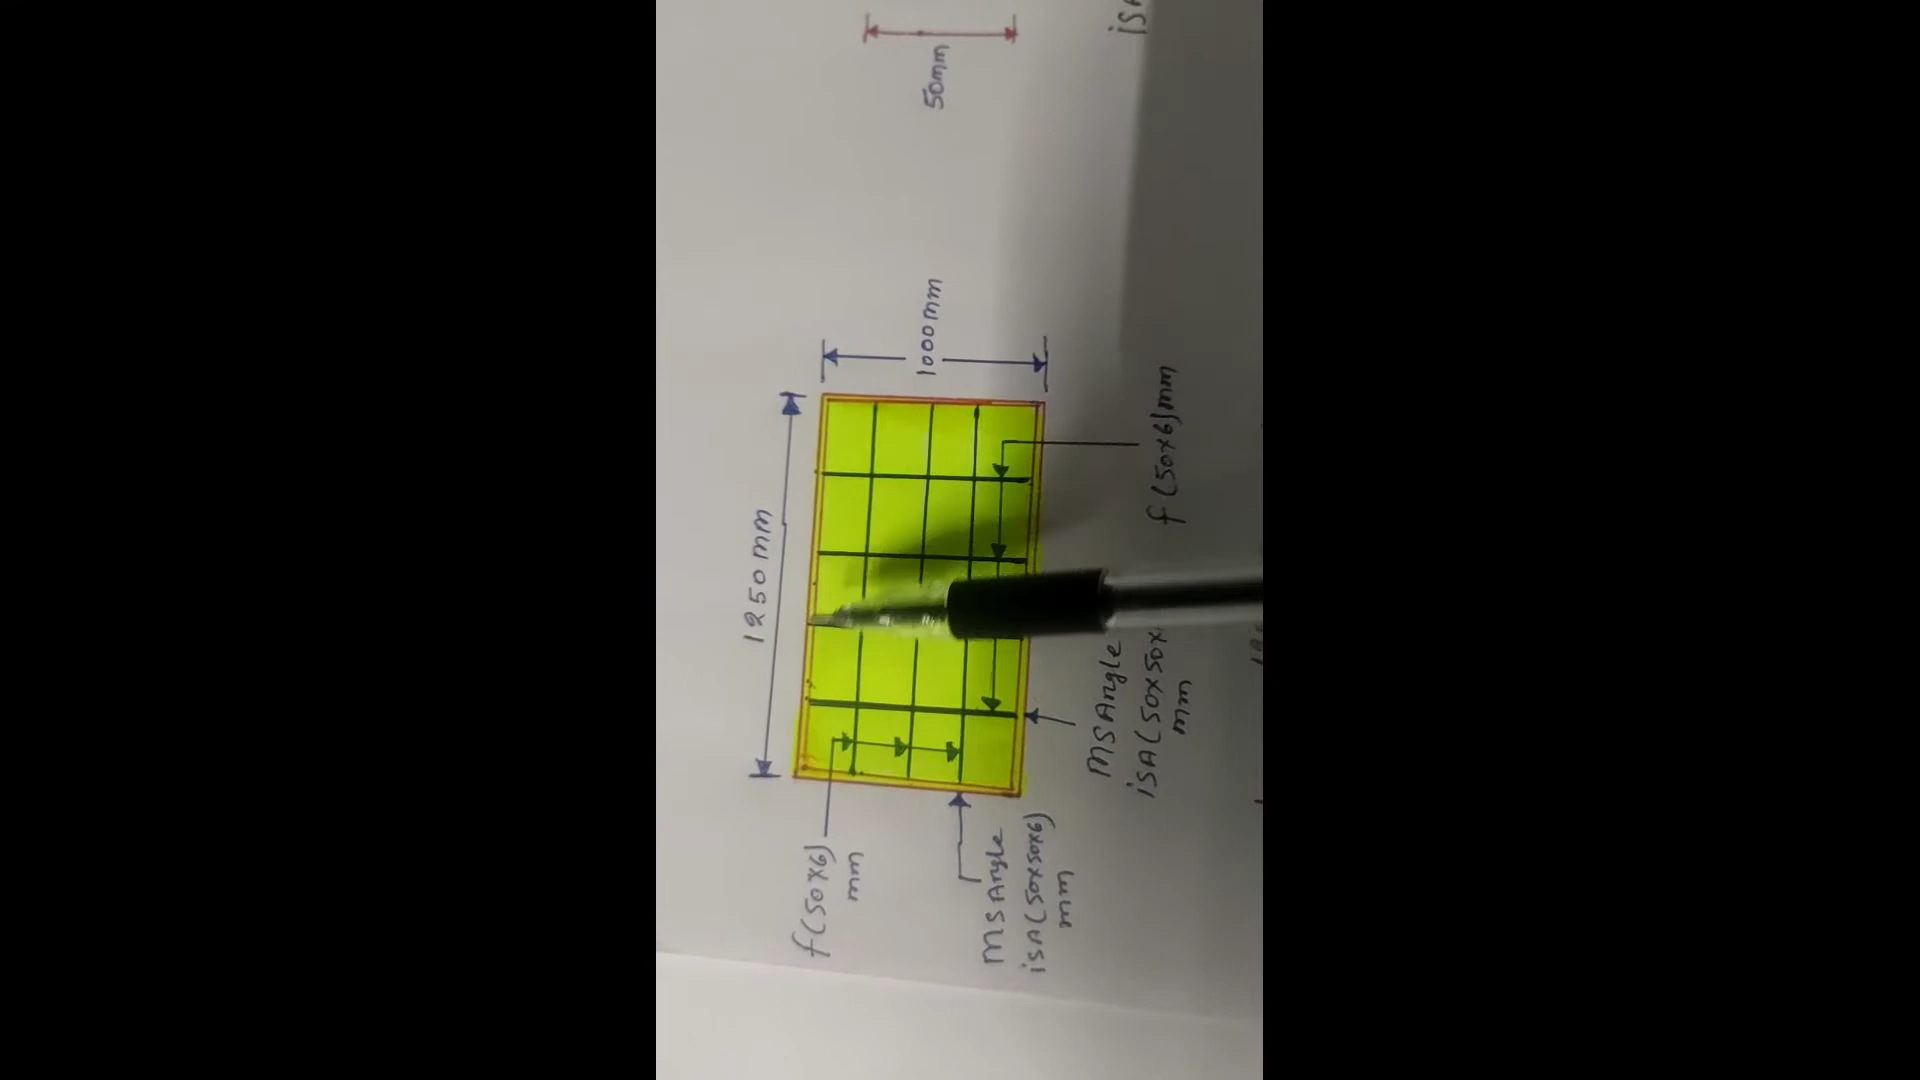 50mm
1000mm
1250mm
f(50x6)mm
f(50x6)
mm
MS Angle
iSA(50x50x6)
mm
MS Angle
iSA(50x50x
mm